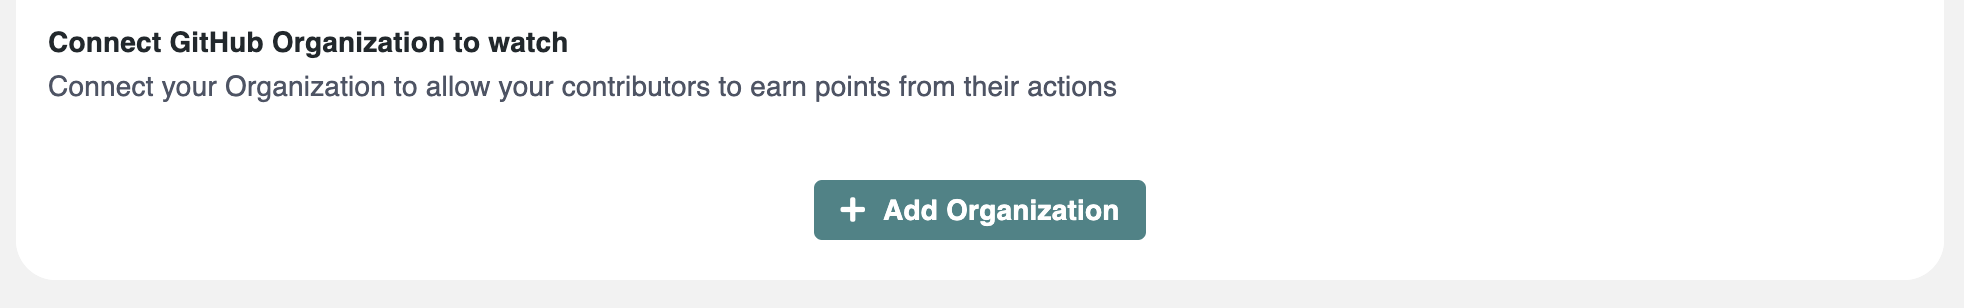 Connect GitHub Organization to watch
Connect your Organization to allow your contributors to earn points from their actions
+ Add Organization